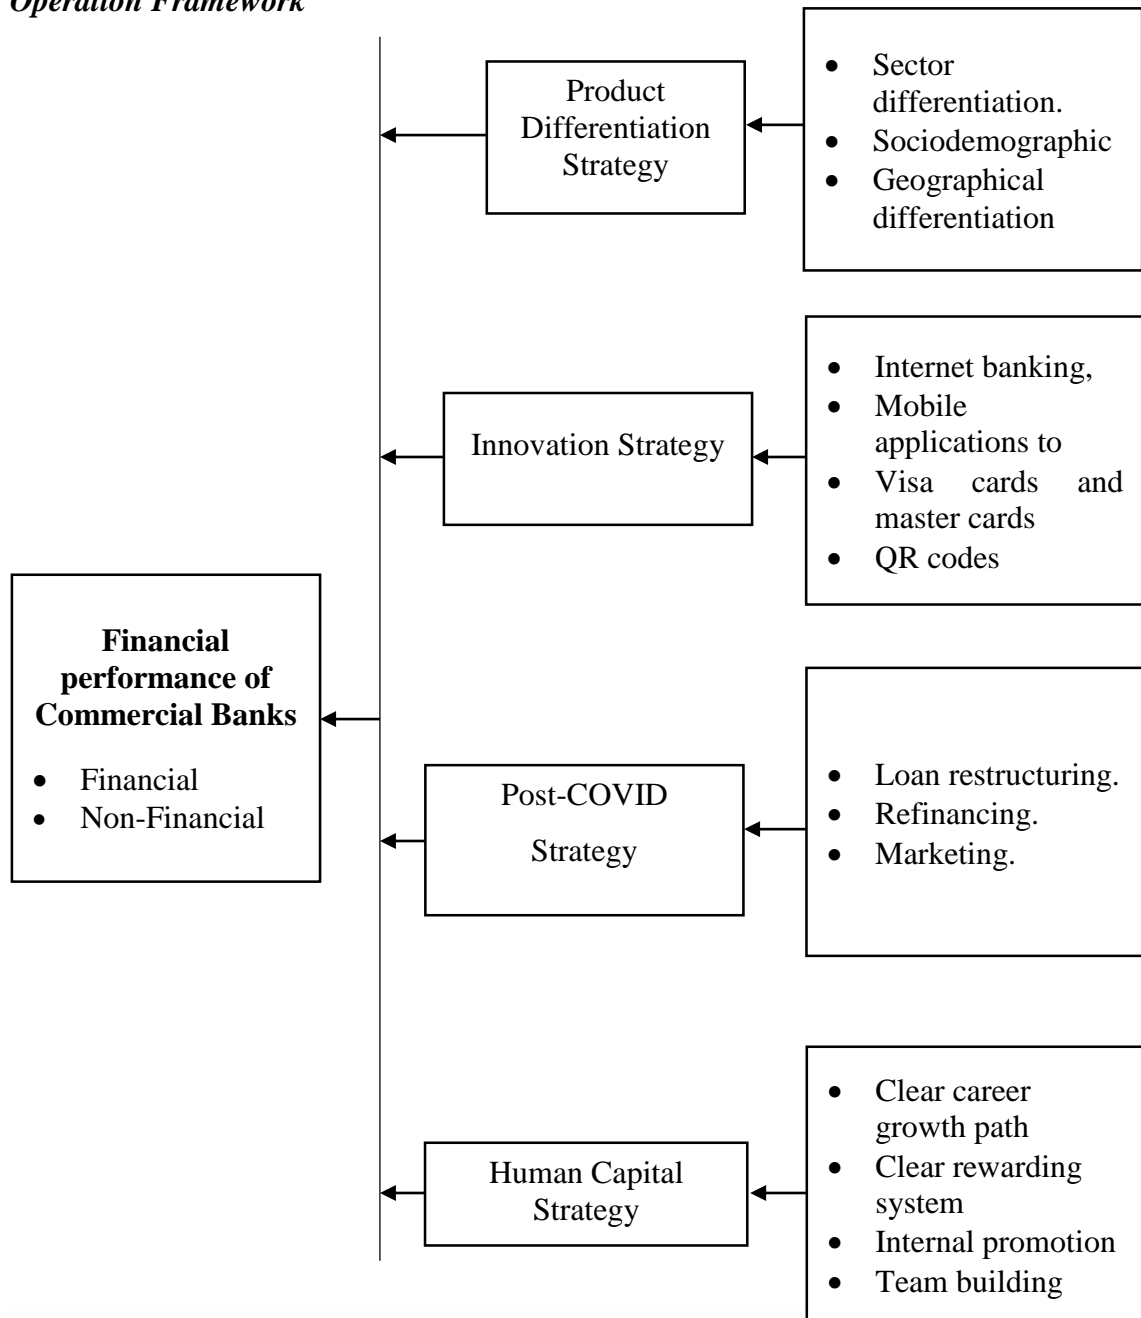 Operation Framework
Product
Differentiation
Strategy
• Sector
differentiation.
• Sociodemographic
• Geographical
differentiation
Innovation Strategy
• Internet banking,
• Mobile
applications to
• Visa cards and
master cards
• QR codes
Financial
performance of
Commercial Banks
• Financial
• Non-Financial
Post-COVID
Strategy
• Loan restructuring.
• Refinancing.
• Marketing.
Human Capital
Strategy
• Clear career
growth path
• Clear rewarding
system
• Internal promotion
• Team building